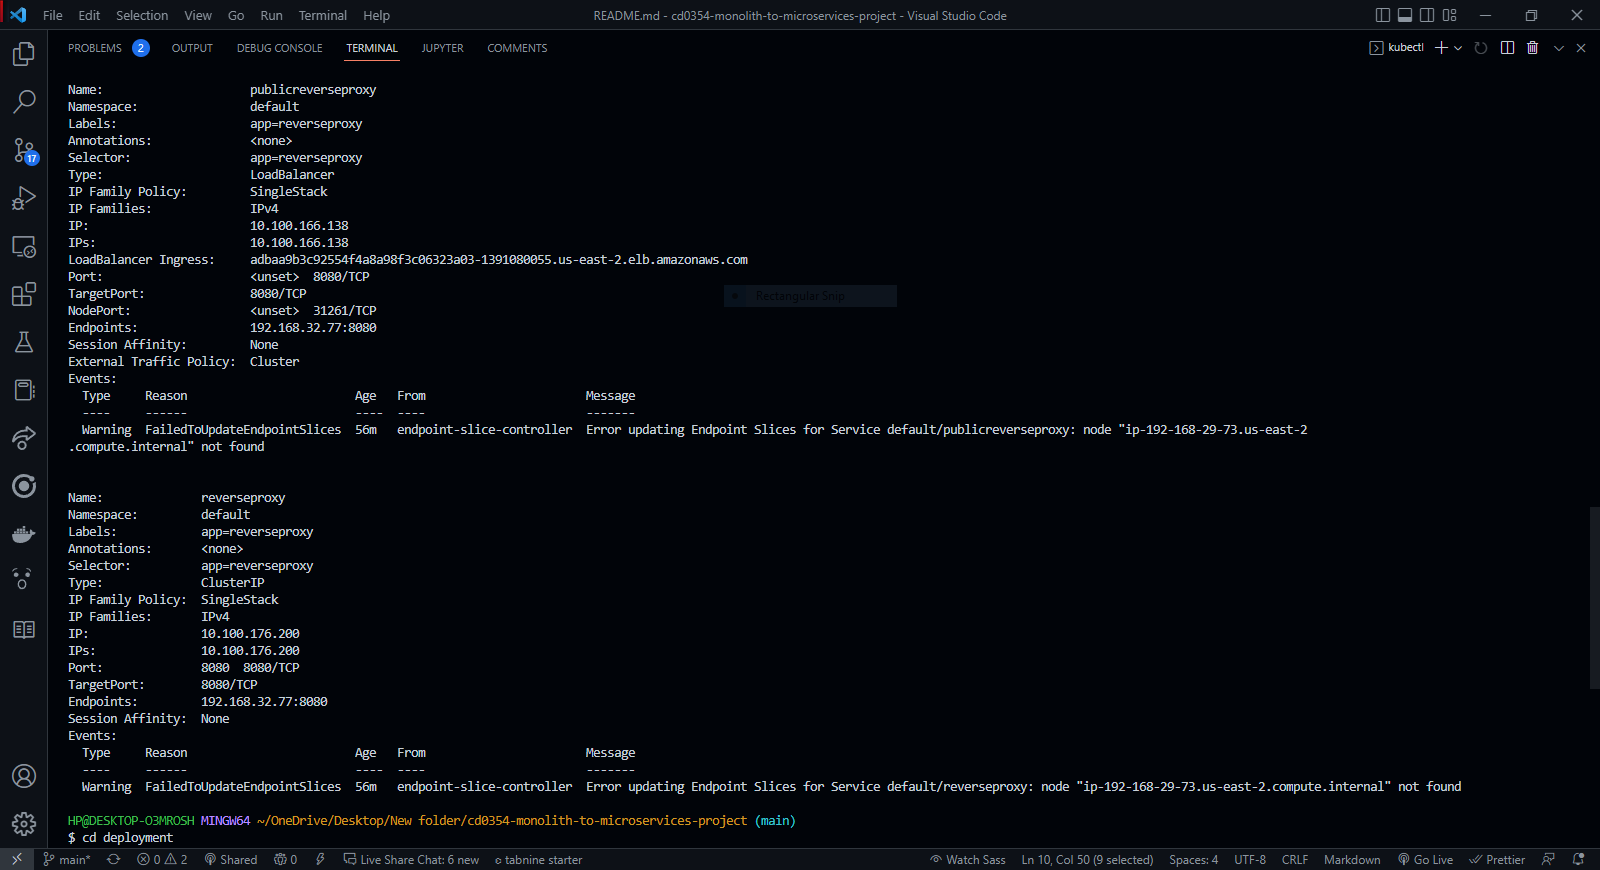 File Edit Selection View Go Run Terminal Help README.md - cd0354-monolith-to-microservices-project - Visual Studio Code
PROBLEMS 2 OUTPUT DEBUG CONSOLE TERMINAL JUPYTER COMMENTS kubectl
Name: publicreverseproxy
Namespace: default
Labels: app=reverseproxy
Annotations: <none>
Selector: app=reverseproxy
Type: LoadBalancer
IP Family Policy: SingleStack
IP Families: IPv4
IP: 10.100.166.138
IPs: 10.100.166.138
LoadBalancer Ingress: adbaa9b3c92554f4a8a98f3c06323a03-1391080055.us-east-2.elb.amazonaws.com
Port: <unset> 8080/TCP
TargetPort: 8080/TCP
Rectangular Snip
NodePort: <unset> 31261/TCP
Endpoints: 192.168.32.77:8080
Session Affinity: None
External Traffic Policy: Cluster
Events:
Type Reason Age From Message
---- ------ ---- ---- -------
Warning FailedToUpdateEndpointSlices 56m endpoint-slice-controller Error updating Endpoint Slices for Service default/publicreverseproxy: node "ip-192-168-29-73.us-east-2
.compute.internal" not found
Name: reverseproxy
Namespace: default
Labels: app=reverseproxy
Annotations: <none>
Selector: app=reverseproxy
Type: ClusterIP
IP Family Policy: SingleStack
IP Families: IPv4
IP: 10.100.176.200
IPs: 10.100.176.200
Port: 8080 8080/TCP
TargetPort: 8080/TCP
Endpoints: 192.168.32.77:8080
Session Affinity: None
Events:
Type Reason Age From Message
---- ------ ---- ---- -------
Warning FailedToUpdateEndpointSlices 56m endpoint-slice-controller Error updating Endpoint Slices for Service default/reverseproxy: node "ip-192-168-29-73.us-east-2.compute.internal" not found
HP@DESKTOP-O3MROSH MINGW64 ~/OneDrive/Desktop/New folder/cd0354-monolith-to-microservices-project (main)
$ cd deployment
17
main* 0 2 Shared 0 Live Share Chat: 6 new tabnine starter Watch Sass Ln 10, Col 50 (9 selected) Spaces: 4 UTF-8 CRLF Markdown Go Live Prettier